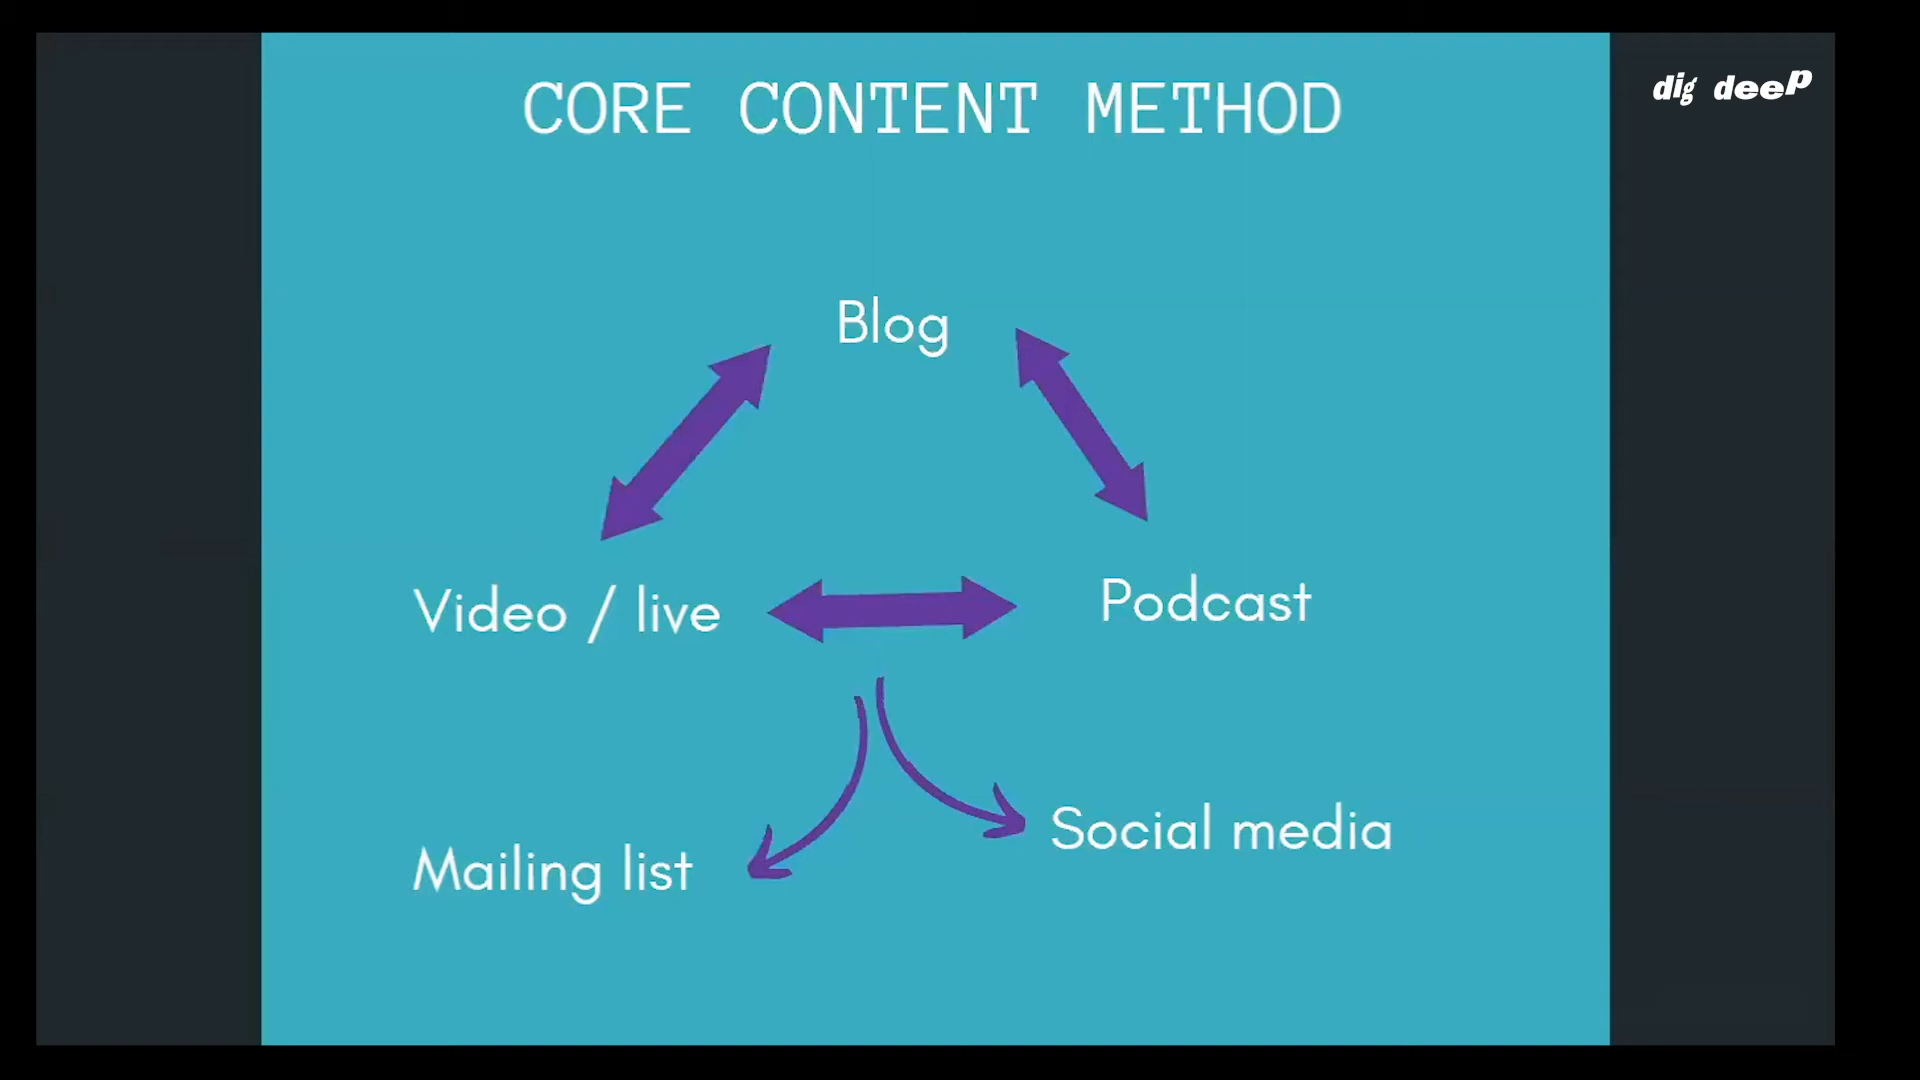 CORE CONTENT METHOD
dig deep
Blog
Video / live
Podcast
Social media
Mailing list